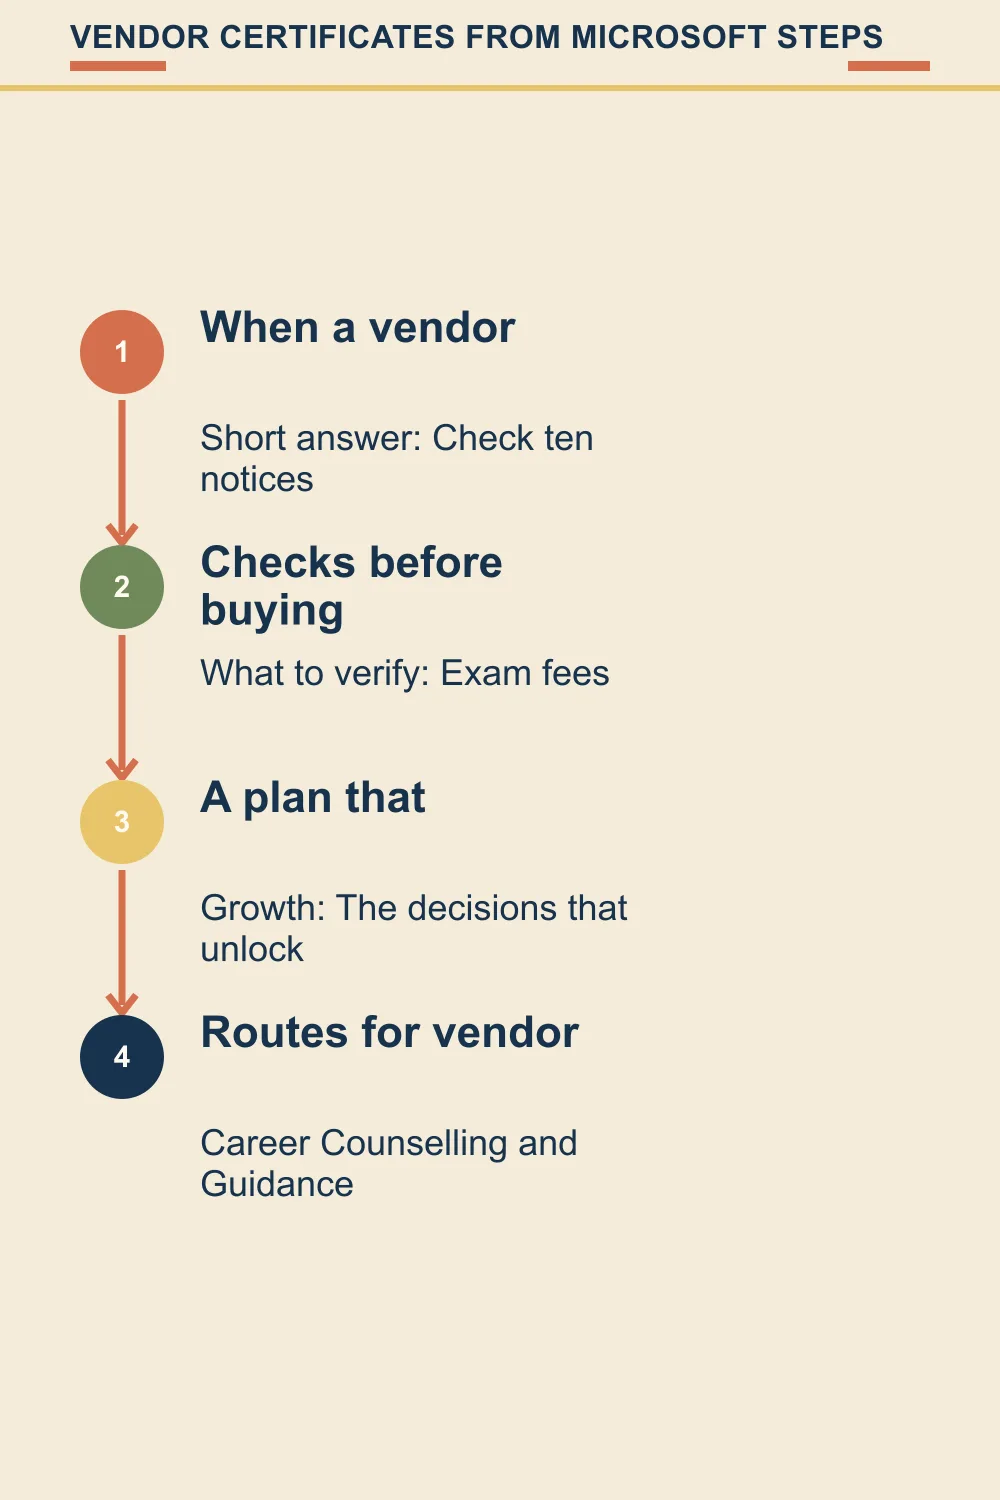 VENDOR CERTIFICATES FROM MICROSOFT STEPS
1
When a vendor
Short answer: Check ten
notices
2
Checks before
buying
What to verify: Exam fees
3
A plan that
Growth: The decisions that
unlock
4
Routes for vendor
Career Counselling and
Guidance